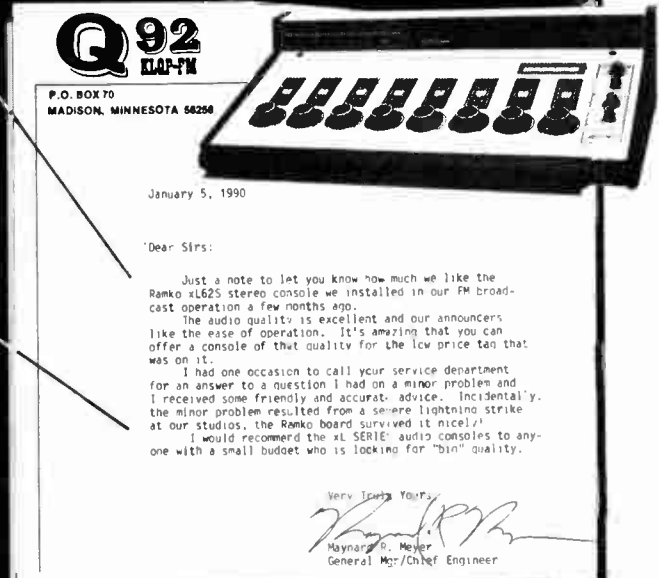 Q 92
KLQP-FM
P.O. BOX 70
MADISON, MINNESOTA 56256
January 5, 1990
Dear Sirs:
Just a note to let you know how much we like the
Ramko xL62S stereo console we installed in our FM broad-
cast operation a few months ago.
The audio quality is excellent and our announcers
like the ease of operation. It's amazing that you can
offer a console of that quality for the low price tag that
was on it.
I had one occasion to call your service department
for an answer to a question I had on a minor problem and
I received some friendly and accurate advice. Incidentally,
the minor problem resulted from a severe lightning strike
at our studios, the Ramko board survived it nicely!
I would recommend the xL SERIES audio consoles to any-
one with a small budget who is looking for "big" quality.
Very Truly Yours,
Maynard R. Meyer
General Mgr/Chief Engineer